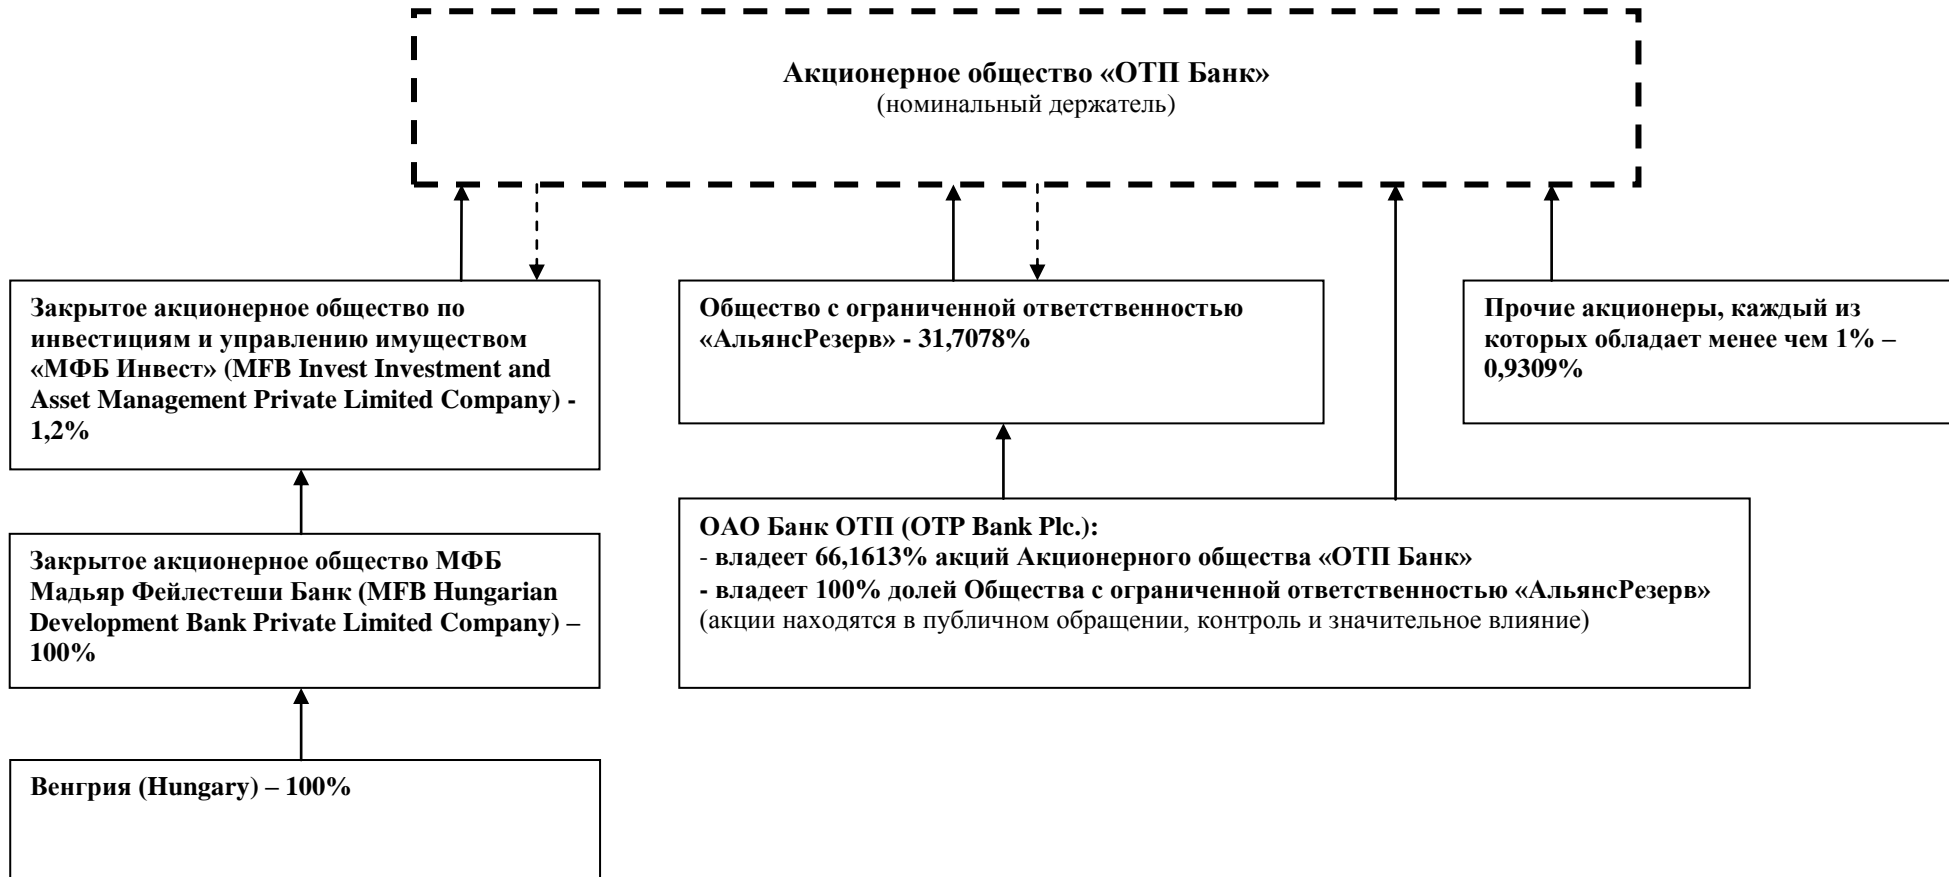 Акционерное общество «ОТП Банк»
(номинальный держатель)
Закрытое акционерное общество по
инвестициям и управлению имуществом
«МФБ Инвест» (MFB Invest Investment and
Asset Management Private Limited Company) -
1,2%
Общество с ограниченной ответственностью
«АльянсРезерв» - 31,7078%
Прочие акционеры, каждый из
которых обладает менее чем 1% –
0,9309%
Закрытое акционерное общество МФБ
Мадьяр Фейлестеши Банк (MFB Hungarian
Development Bank Private Limited Company) –
100%
ОАО Банк ОТП (OTP Bank Plc.):
- владеет 66,1613% акций Акционерного общества «ОТП Банк»
- владеет 100% долей Общества с ограниченной ответственностью «АльянсРезерв»
(акции находятся в публичном обращении, контроль и значительное влияние)
Венгрия (Hungary) – 100%